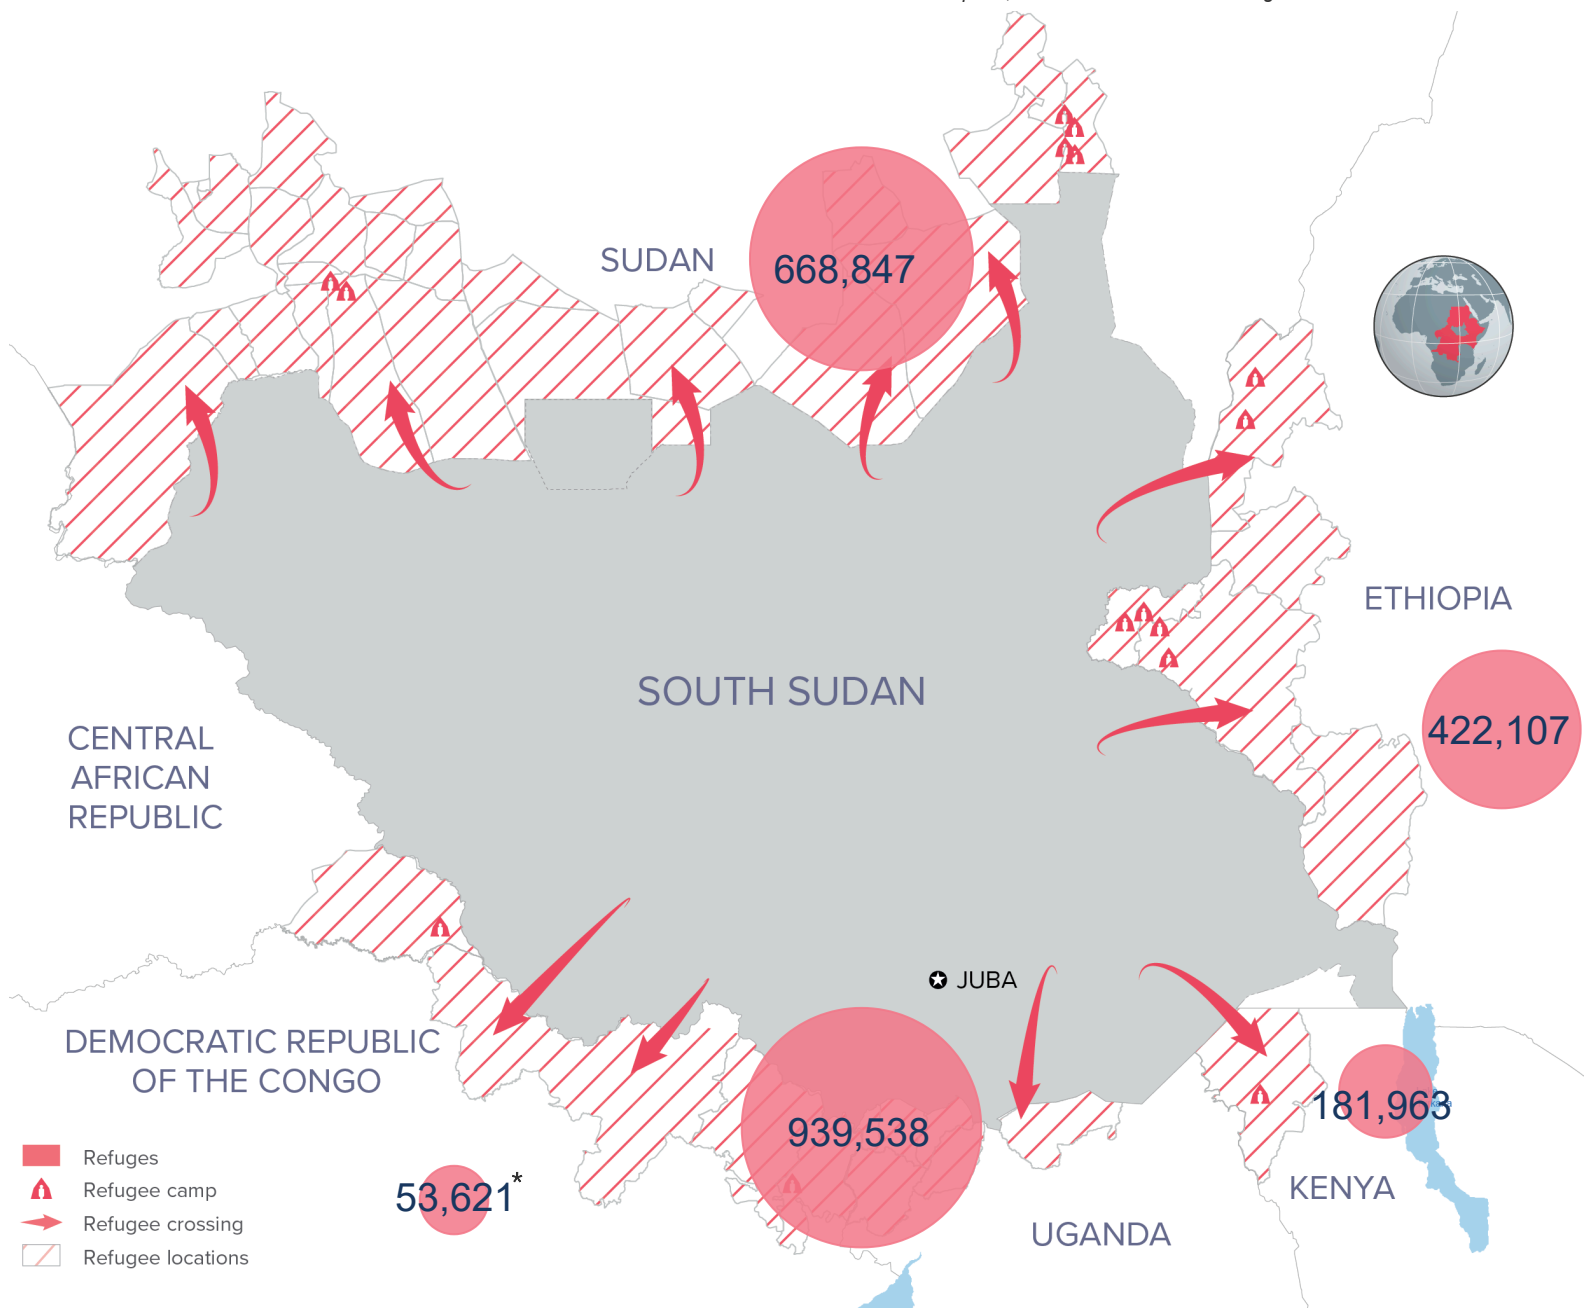 SUDAN
668,847
ETHIOPIA
SOUTH SUDAN
422,107
CENTRAL
AFRICAN
REPUBLIC
JUBA
DEMOCRATIC REPUBLIC
OF THE CONGO
181,963
939,538
53,621*
KENYA
UGANDA
Refuges
Refugee camp
Refugee crossing
Refugee locations